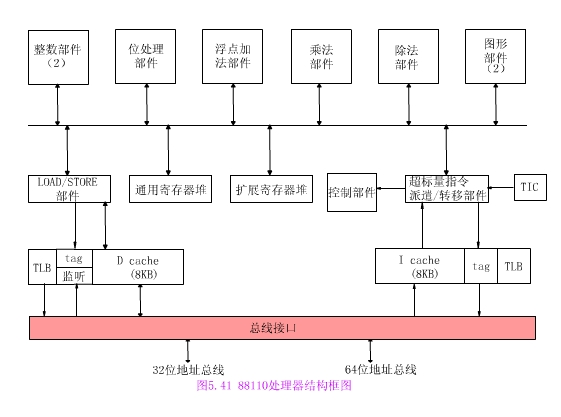 整数部件
（2）
位处理
部件
浮点加
法部件
乘法
部件
除法
部件
图形
部件
（2）
LOAD/STORE
部件
通用寄存器堆
扩展寄存器堆
控制部件
超标量指令
派遣/转移部件
TIC
TLB
tag
监听
D cache
(8KB)
I cache
(8KB)
tag
TLB
总线接口
32位地址总线
64位地址总线
图5.41 88110处理器结构框图